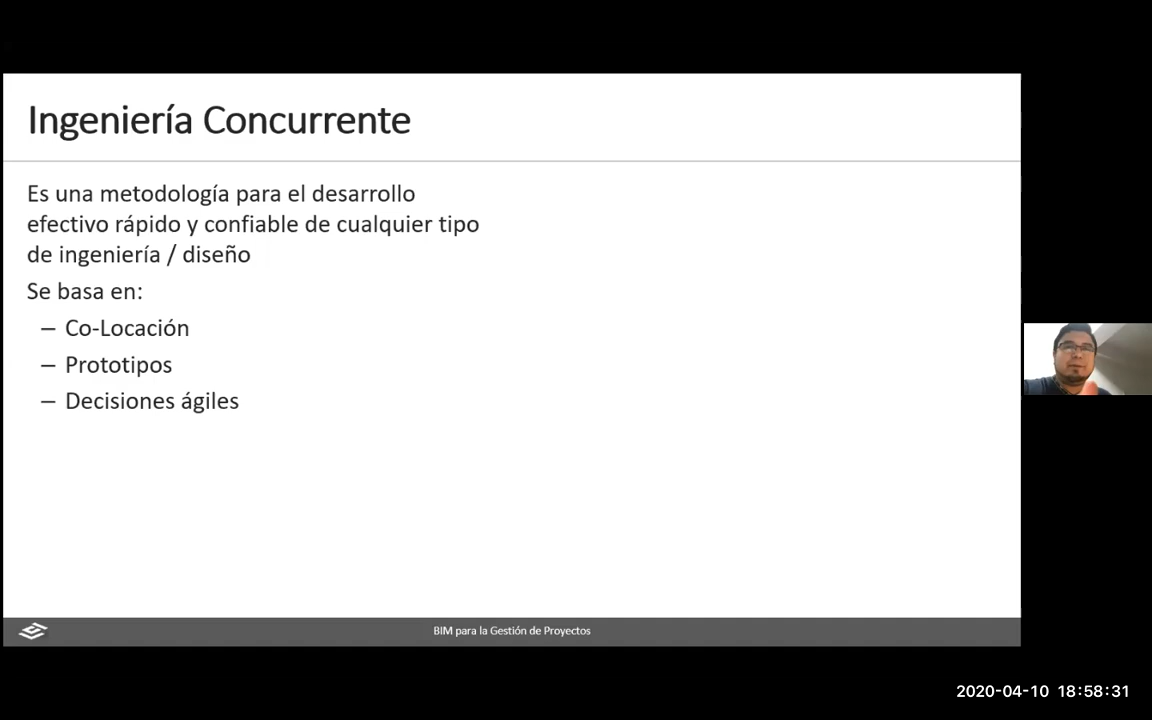 Ingeniería Concurrente
Es una metodología para el desarrollo
efectivo rápido y confiable de cualquier tipo
de ingeniería / diseño
Se basa en:
– Co-Locación
– Prototipos
– Decisiones ágiles
BIM para la Gestión de Proyectos
2020-04-10 18:58:31